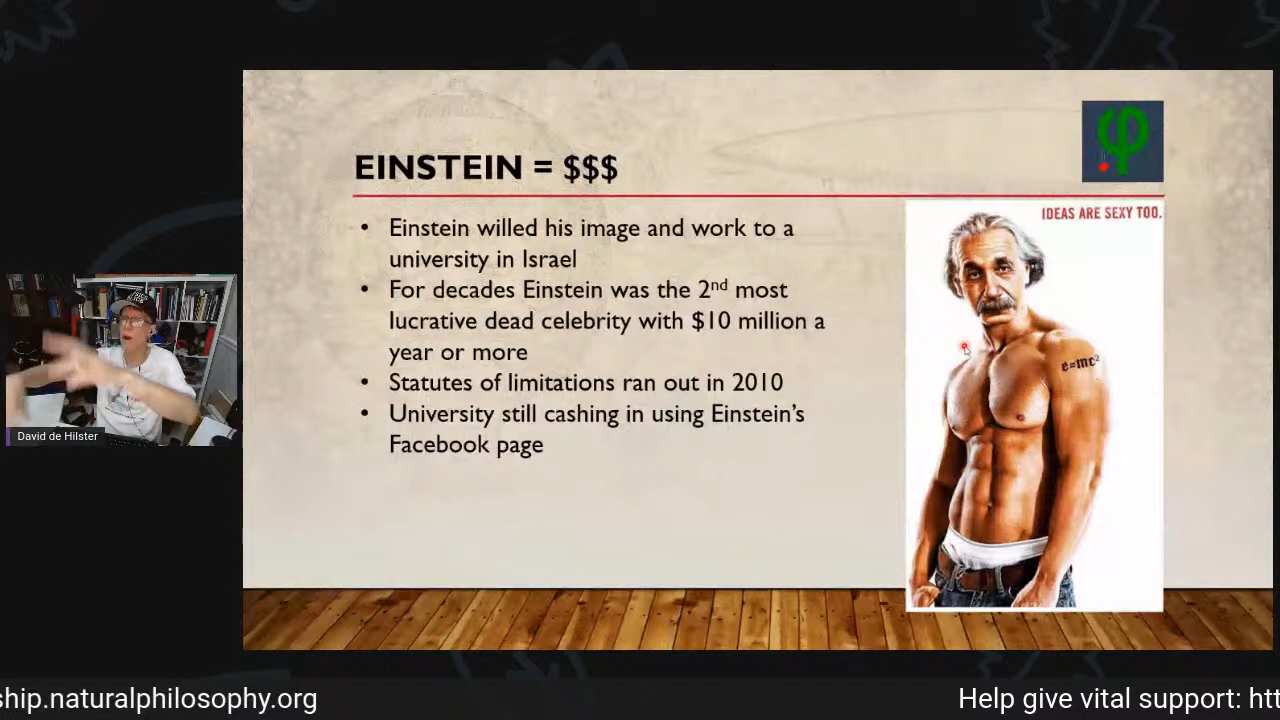 EINSTEIN = $$$
IDEAS ARE SEXY TOO.
• Einstein willed his image and work to a
university in Israel
• For decades Einstein was the 2nd most
lucrative dead celebrity with $10 million a
year or more
• Statutes of limitations ran out in 2010
• University still cashing in using Einstein’s
Facebook page
e=mc²
φ
David de Hilster
ship.naturalphilosophy.org
Help give vital support: htt